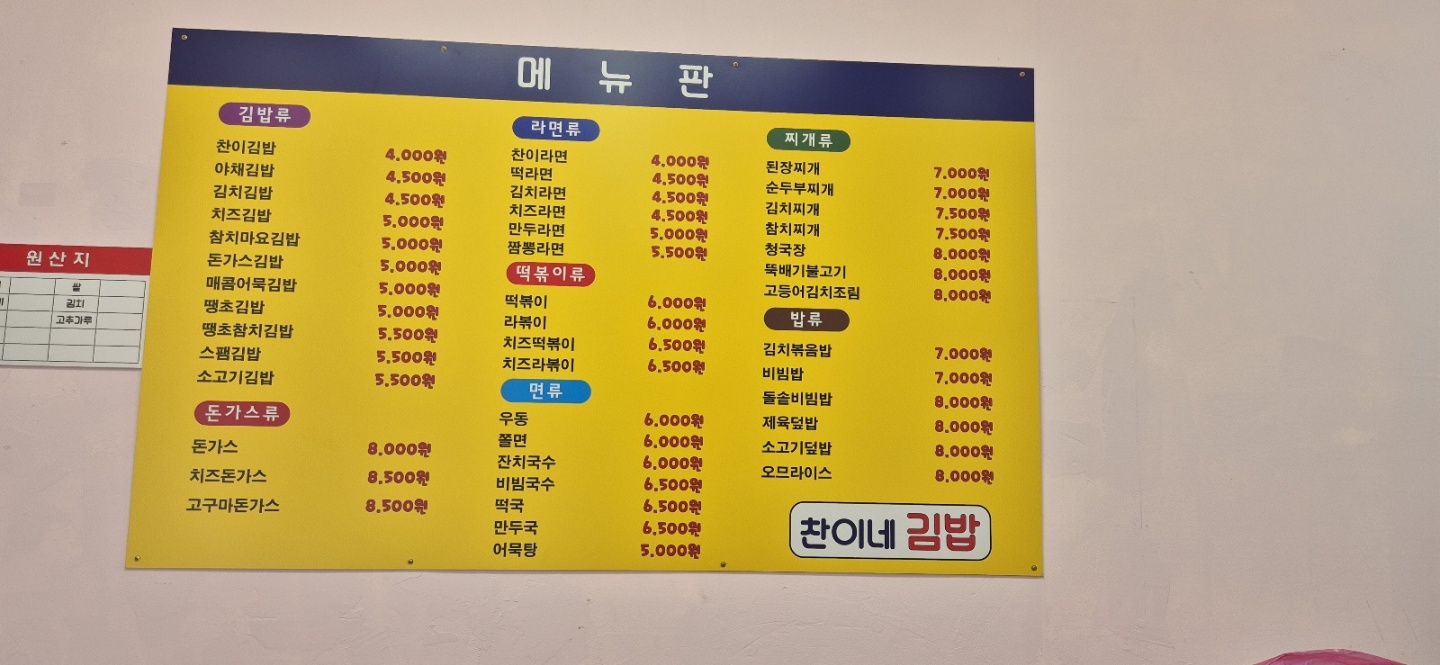 메뉴판
김밥류
찬이김밥 4.000원
야채김밥 4.500원
김치김밥 4.500원
치즈김밥 5.000원
참치마요김밥 5.000원
돈가스김밥 5.000원
매콤어묵김밥 5.000원
땡초김밥 5.000원
땡초참치김밥 5.500원
스팸김밥 5.500원
소고기김밥 5.500원
돈가스류
돈가스 8.000원
치즈돈가스 8.500원
고구마돈가스 8.500원
라면류
찬이라면 4.000원
떡라면 4.500원
김치라면 4.500원
치즈라면 4.500원
만두라면 5.000원
짬뽕라면 5.500원
떡볶이류
떡볶이 6.000원
라볶이 6.000원
치즈떡볶이 6.500원
치즈라볶이 6.500원
면류
우동 6.000원
쫄면 6.000원
잔치국수 6.000원
비빔국수 6.500원
떡국 6.500원
만두국 6.500원
어묵탕 5.000원
찌개류
된장찌개 7.000원
순두부찌개 7.000원
김치찌개 7.500원
참치찌개 7.500원
청국장 8.000원
뚝배기불고기 8.000원
고등어김치조림 8.000원
밥류
김치볶음밥 7.000원
비빔밥 7.000원
돌솥비빔밥 8.000원
제육덮밥 8.000원
소고기덮밥 8.000원
오므라이스 8.000원
찬이네 김밥
원산지
쌀
김치
고추가루